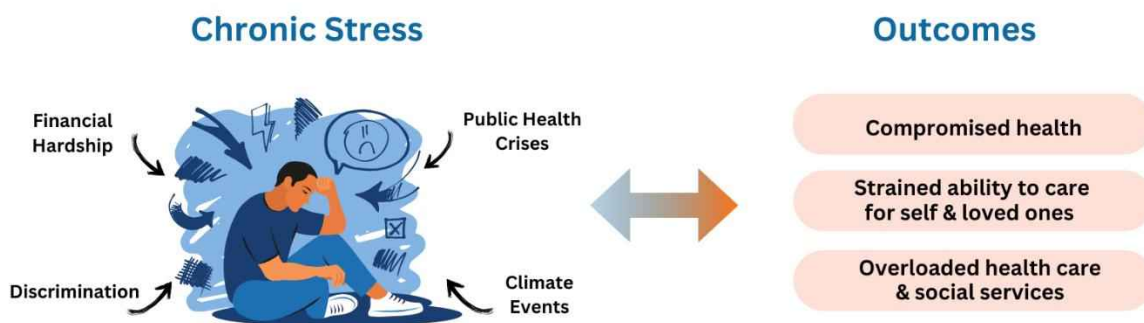 Chronic Stress
Outcomes
Financial
Hardship
Public Health
Crises
Discrimination
Climate
Events
Compromised health
Strained ability to care
for self & loved ones
Overloaded health care
& social services